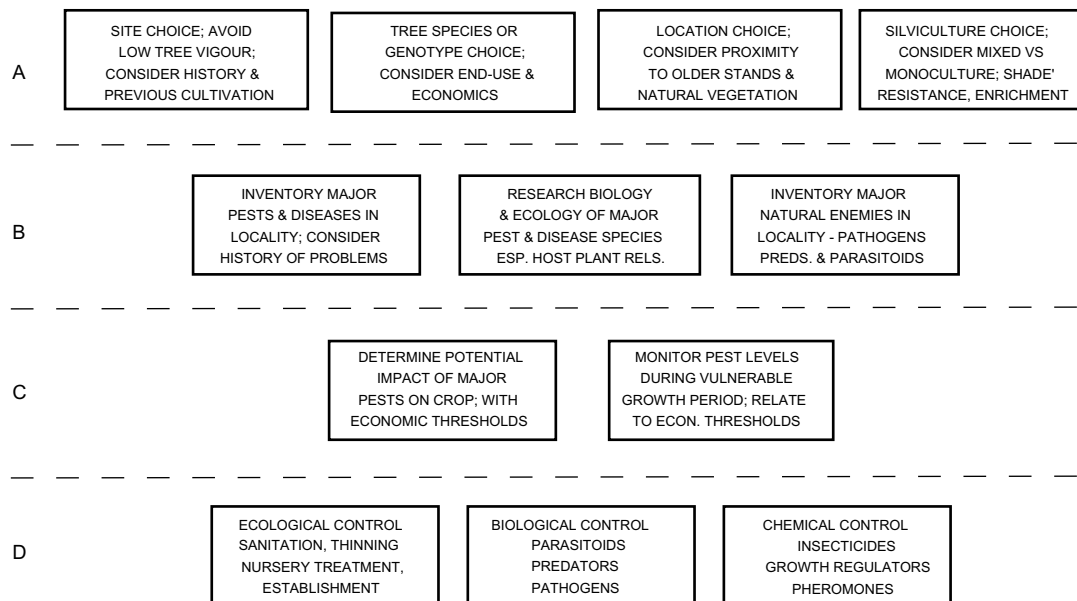 A
SITE CHOICE; AVOID
LOW TREE VIGOUR;
CONSIDER HISTORY &
PREVIOUS CULTIVATION
TREE SPECIES OR
GENOTYPE CHOICE;
CONSIDER END-USE &
ECONOMICS
LOCATION CHOICE;
CONSIDER PROXIMITY
TO OLDER STANDS &
NATURAL VEGETATION
SILVICULTURE CHOICE;
CONSIDER MIXED VS
MONOCULTURE; SHADE'
RESISTANCE, ENRICHMENT
B
INVENTORY MAJOR
PESTS & DISEASES IN
LOCALITY; CONSIDER
HISTORY OF PROBLEMS
RESEARCH BIOLOGY
& ECOLOGY OF MAJOR
PEST & DISEASE SPECIES
ESP. HOST PLANT RELS.
INVENTORY MAJOR
NATURAL ENEMIES IN
LOCALITY - PATHOGENS
PREDS. & PARASITOIDS
C
DETERMINE POTENTIAL
IMPACT OF MAJOR
PESTS ON CROP; WITH
ECONOMIC THRESHOLDS
MONITOR PEST LEVELS
DURING VULNERABLE
GROWTH PERIOD; RELATE
TO ECON. THRESHOLDS
D
ECOLOGICAL CONTROL
SANITATION, THINNING
NURSERY TREATMENT,
ESTABLISHMENT
BIOLOGICAL CONTROL
PARASITOIDS
PREDATORS
PATHOGENS
CHEMICAL CONTROL
INSECTICIDES
GROWTH REGULATORS
PHEROMONES